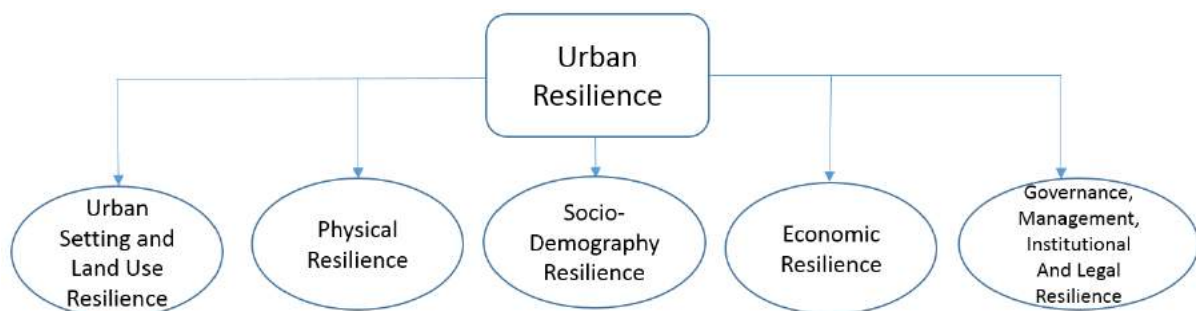 Urban
Resilience
Urban
Setting and
Land Use
Resilience
Physical
Resilience
Socio-
Demography
Resilience
Economic
Resilience
Governance,
Management,
Institutional
And Legal
Resilience